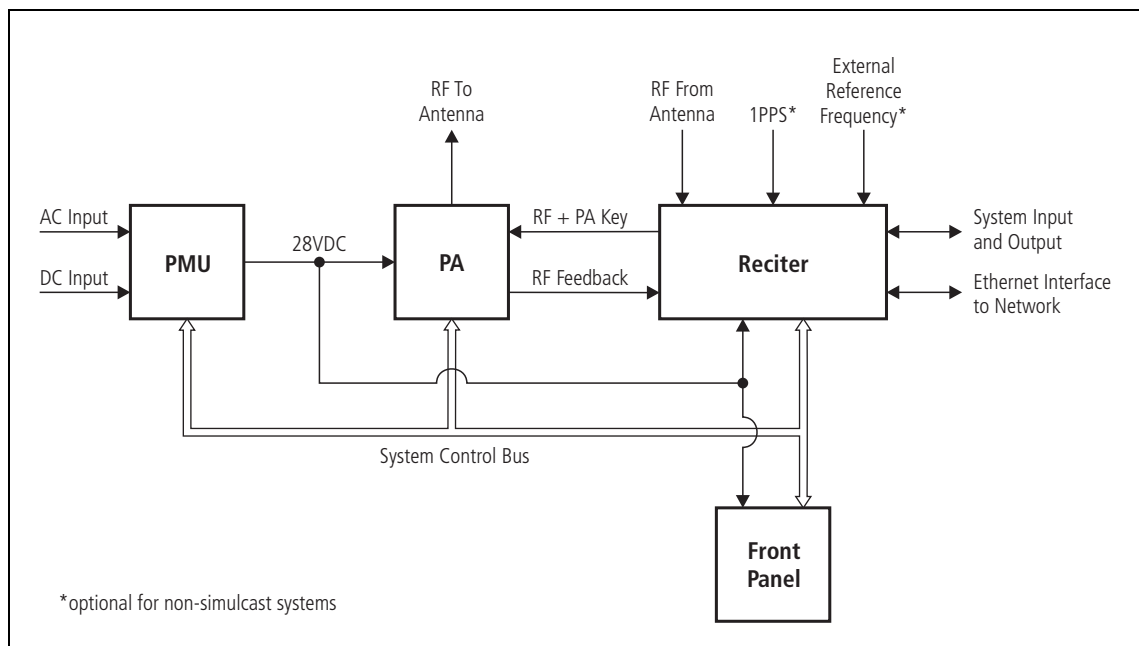 External
Reference
Frequency*
RF To
Antenna
RF From
Antenna
1PPS*
AC Input
DC Input
PMU
28VDC
PA
RF + PA Key
RF Feedback
Reciter
System Input
and Output
Ethernet Interface
to Network
System Control Bus
Front
Panel
*optional for non-simulcast systems